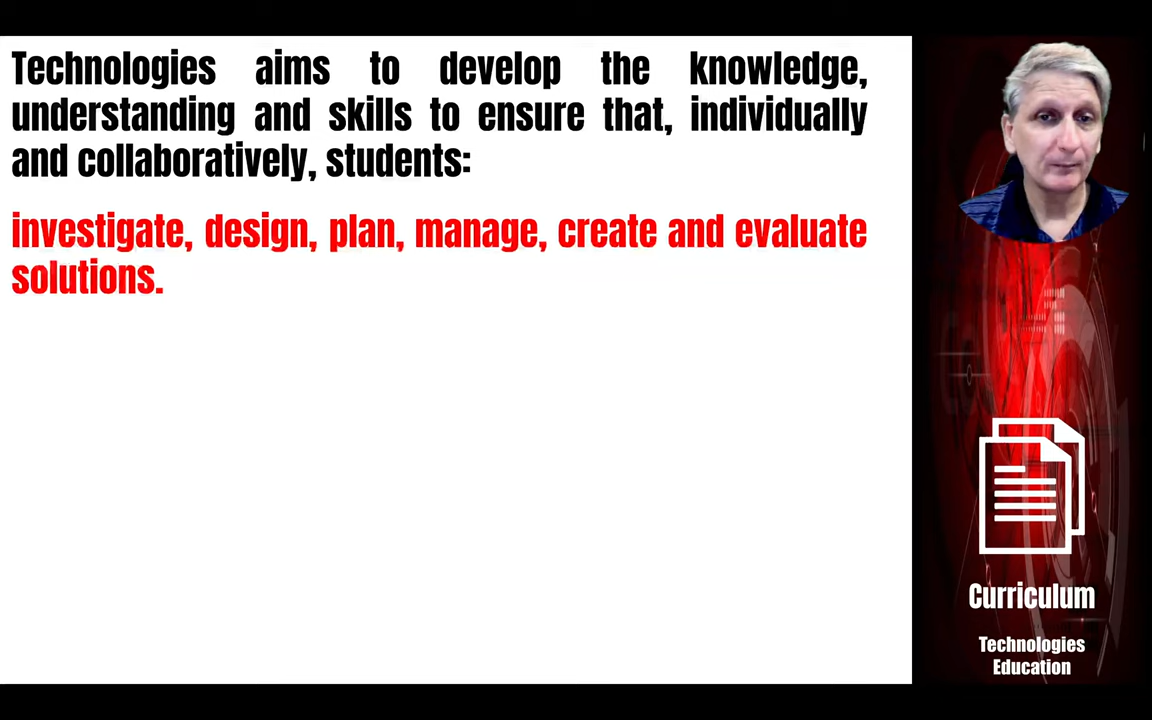 Technologies aims to develop the knowledge,
understanding and skills to ensure that, individually
and collaboratively, students:
investigate, design, plan, manage, create and evaluate
solutions.
Curriculum
Technologies
Education